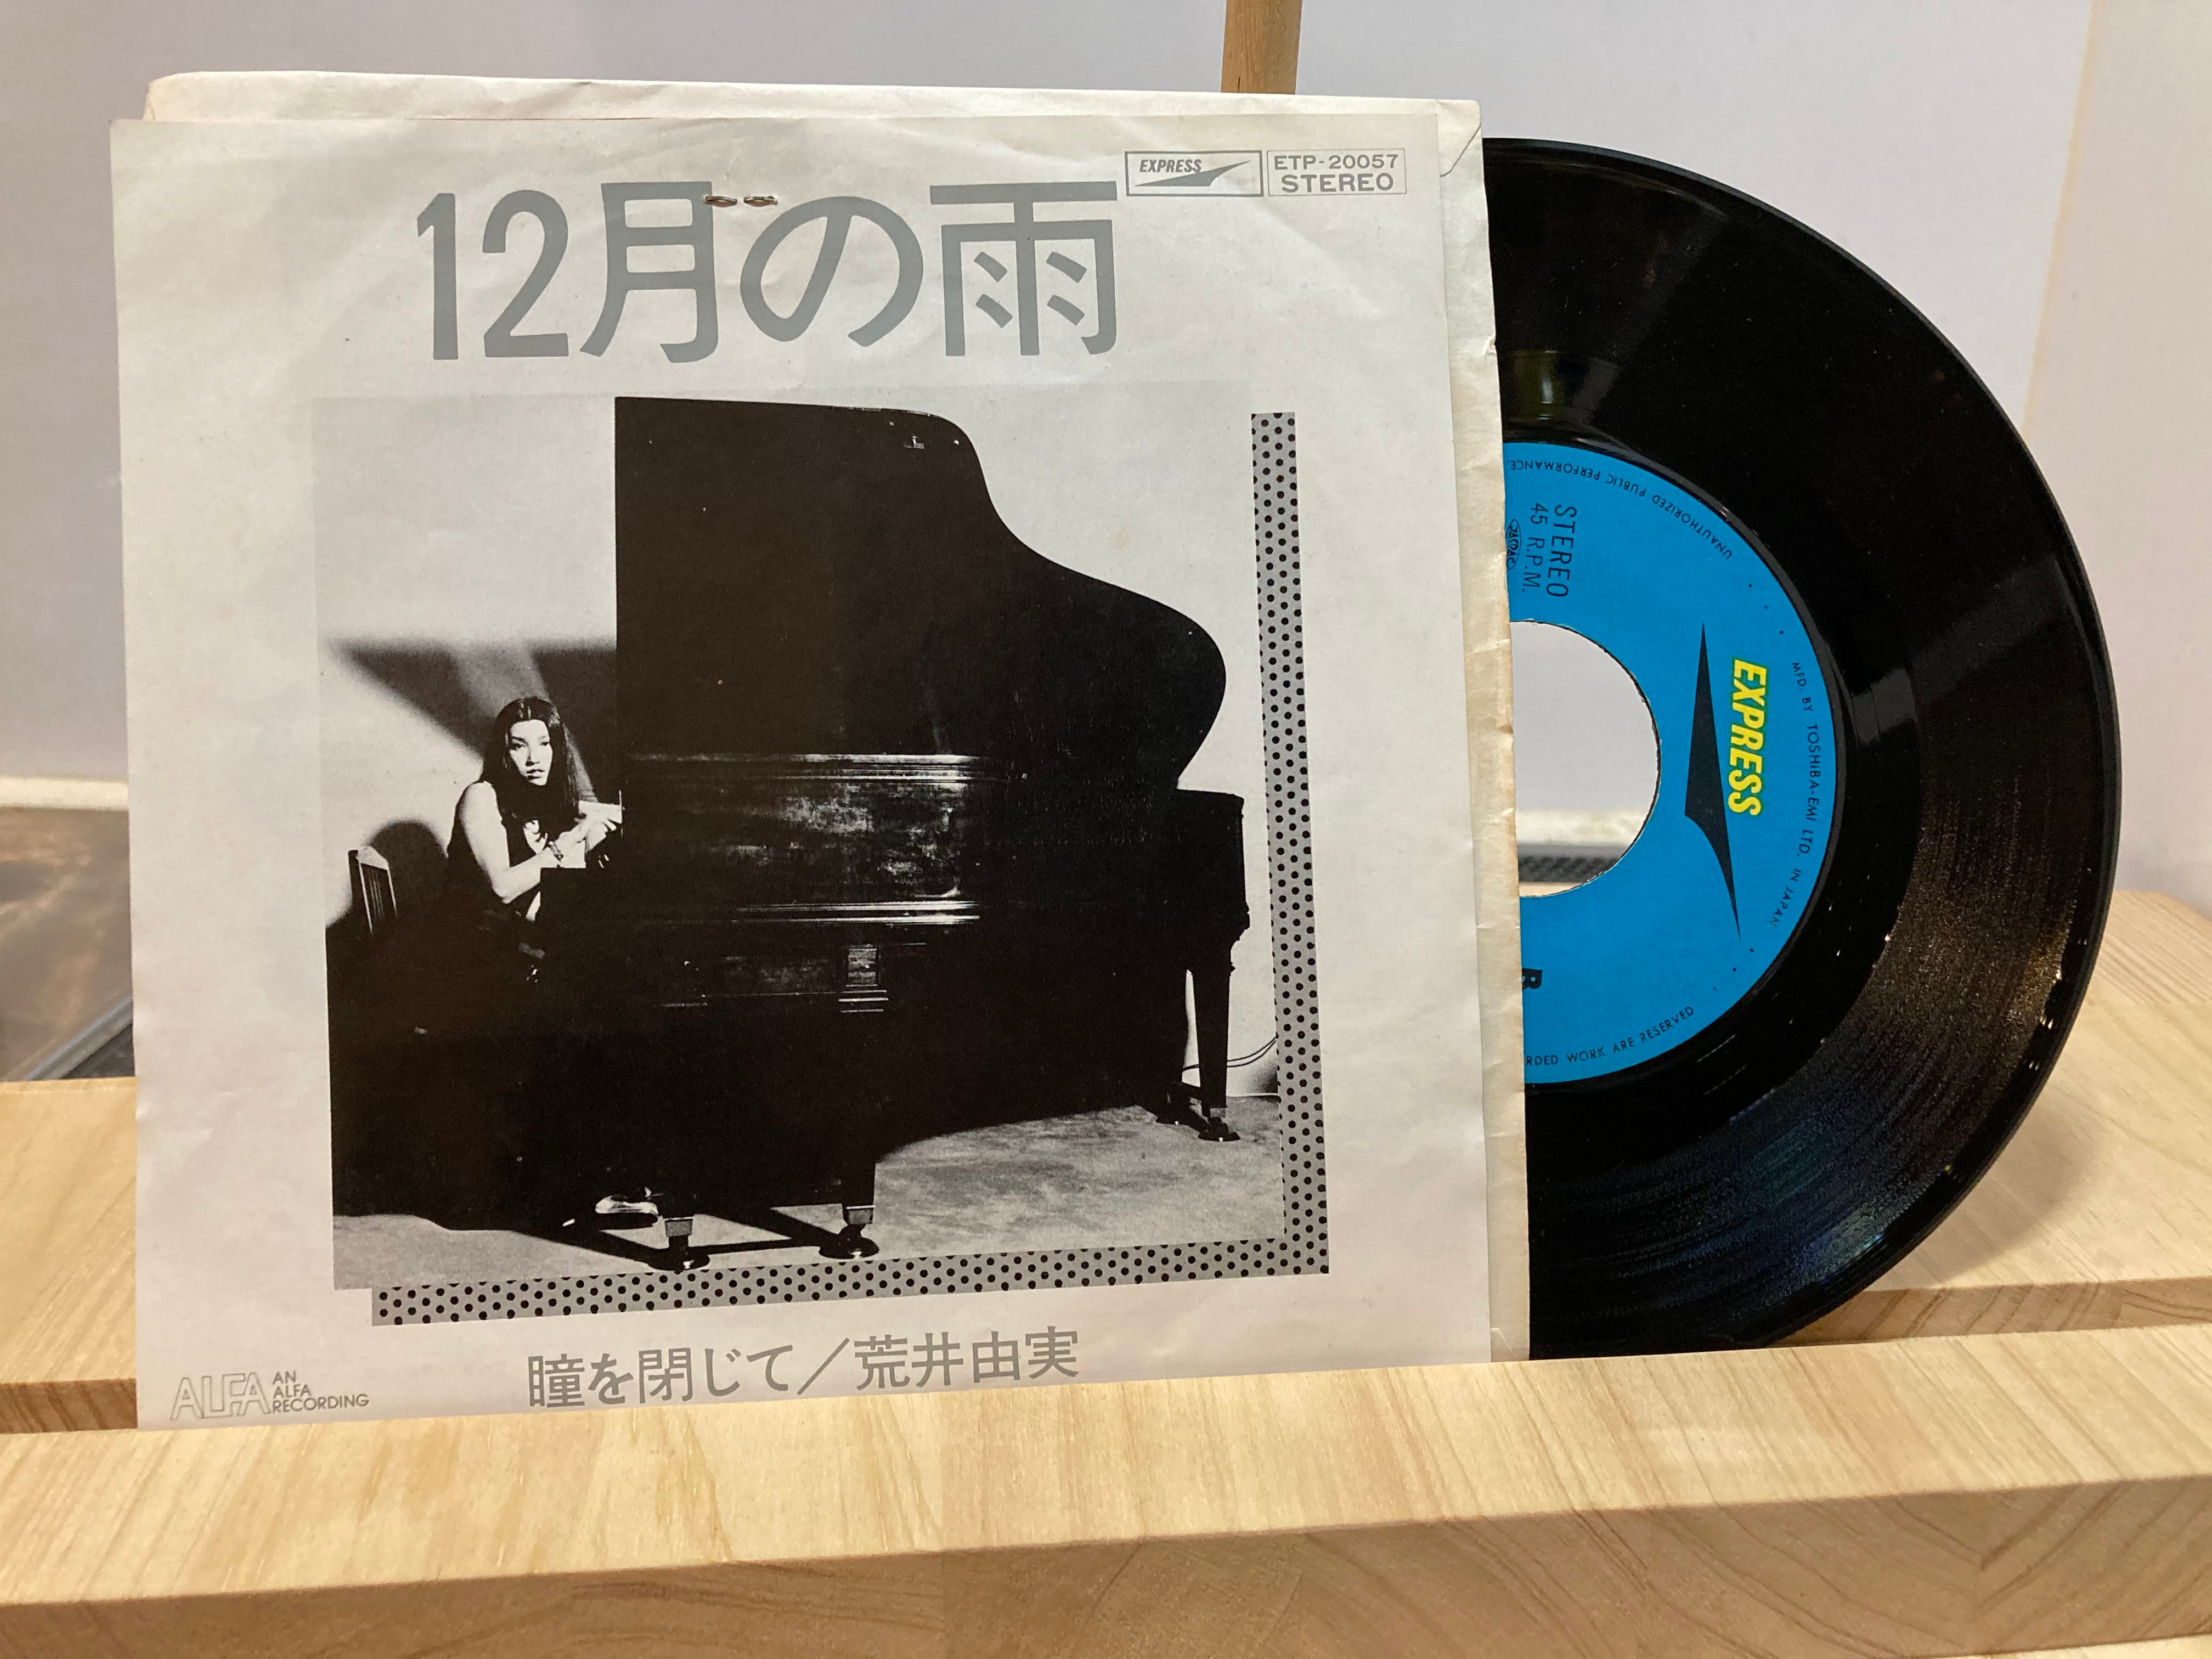 EXPRESS
ETP-20057
STEREO
12月の雨
瞳を閉じて/荒井由実
ALFA
AN
ALFA
RECORDING
UNAUTHORIZED PUBLIC PERFORMANCE.
STEREO
45 R.P.M.
JASRAC
EXPRESS
MFD. BY TOSHIBA-EMI LTD. IN JAPAN
WORK ARE RESERVED